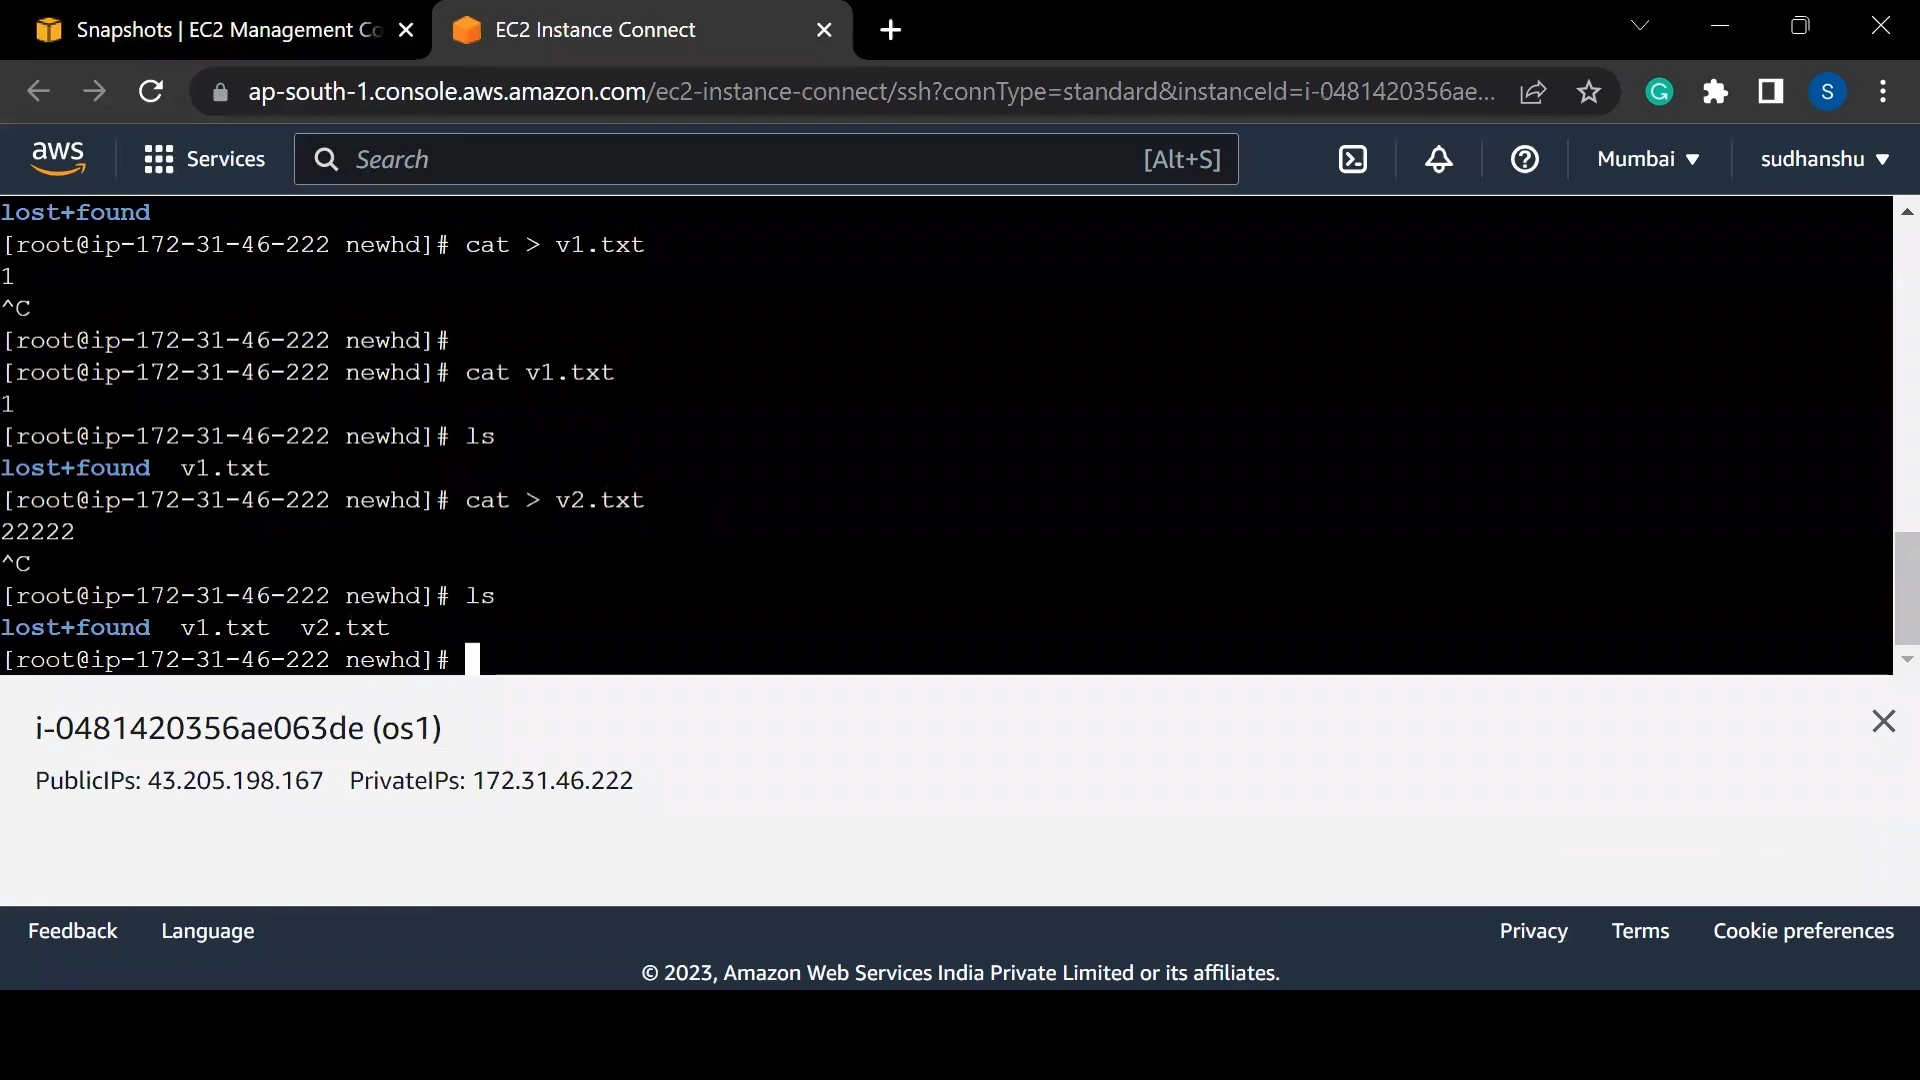 Snapshots | EC2 Management Co
EC2 Instance Connect
ap-south-1.console.aws.amazon.com/ec2-instance-connect/ssh?connType=standard&instanceId=i-0481420356ae...
G
S
aws
Services
Search
[Alt+S]
Mumbai
sudhanshu
lost+found
[root@ip-172-31-46-222 newhd]# cat > v1.txt
1
^C
[root@ip-172-31-46-222 newhd]#
[root@ip-172-31-46-222 newhd]# cat v1.txt
1
[root@ip-172-31-46-222 newhd]# ls
lost+found  v1.txt
[root@ip-172-31-46-222 newhd]# cat > v2.txt
22222
^C
[root@ip-172-31-46-222 newhd]# ls
lost+found  v1.txt  v2.txt
[root@ip-172-31-46-222 newhd]#
i-0481420356ae063de (os1)
PublicIPs: 43.205.198.167    PrivateIPs: 172.31.46.222
Feedback
Language
Privacy
Terms
Cookie preferences
© 2023, Amazon Web Services India Private Limited or its affiliates.